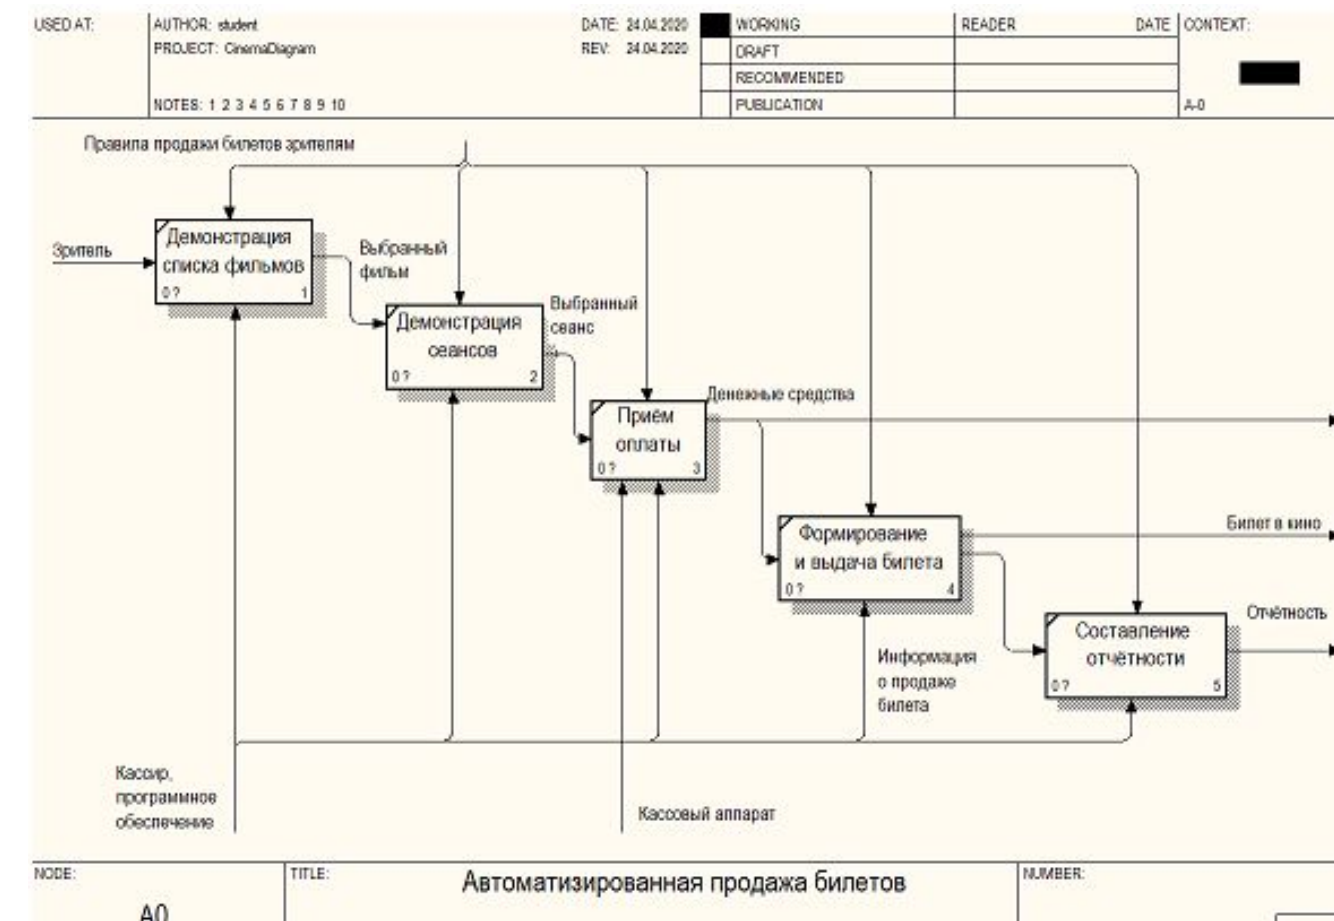 USED AT:
AUTHOR: student
DATE: 24.04.2020
WORKING
READER
DATE
CONTEXT:
PROJECT: CinemaDiagram
REV: 24.04.2020
DRAFT
RECOMMENDED
NOTES: 1 2 3 4 5 6 7 8 9 10
PUBLICATION
A-0
Правила продажи билетов зрителям
Зритель
Демонстрация
списка фильмов
0 ?
1
Выбранный
фильм
Демонстрация
сеансов
0 ?
2
Выбранный
сеанс
Приём
оплаты
0 ?
3
Денежные средства
Формирование
и выдача билета
0 ?
4
Билет в кино
Информация
о продаже
билета
Составление
отчётности
0 ?
5
Отчётность
Кассир,
программное
обеспечение
Кассовый аппарат
NODE:
A0
TITLE:
Автоматизированная продажа билетов
NUMBER: